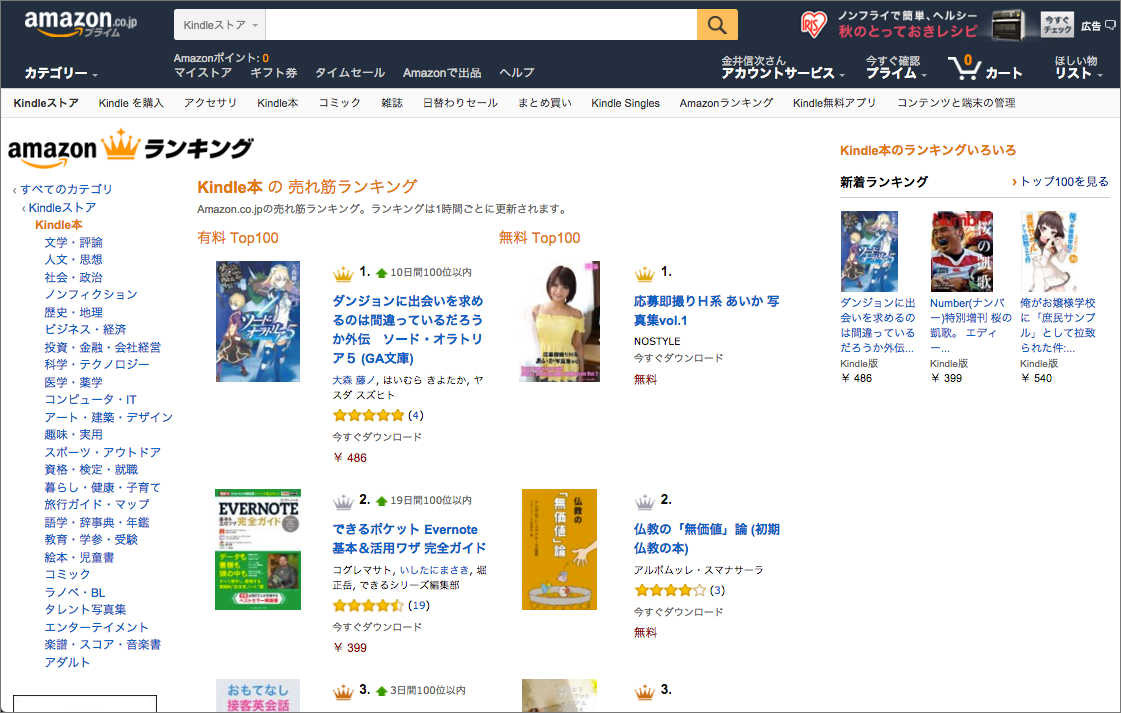 amazon.co.jp
プライム
Kindleストア
ノンフライで簡単、ヘルシー
秋のとっておきレシピ
今すぐ
チェック
広告
カテゴリー
Amazonポイント: 0
マイストア ギフト券 タイムセール Amazonで出品 ヘルプ
金井信次さん
アカウントサービス
今すぐ確認
プライム
0
カート
ほしい物
リスト
Kindleストア Kindle を購入 アクセサリ Kindle本 コミック 雑誌 日替わりセール まとめ買い Kindle Singles Amazonランキング Kindle無料アプリ コンテンツと端末の管理
amazon ランキング
‹ すべてのカテゴリ
‹ Kindleストア
Kindle本
文学・評論
人文・思想
社会・政治
ノンフィクション
歴史・地理
ビジネス・経済
投資・金融・会社経営
科学・テクノロジー
医学・薬学
コンピュータ・IT
アート・建築・デザイン
趣味・実用
スポーツ・アウトドア
資格・検定・就職
暮らし・健康・子育て
旅行ガイド・マップ
語学・辞事典・年鑑
教育・学参・受験
絵本・児童書
コミック
ラノベ・BL
タレント写真集
エンターテイメント
楽譜・スコア・音楽書
アダルト
Kindle本 の 売れ筋ランキング
Amazon.co.jpの売れ筋ランキング。ランキングは1時間ごとに更新されます。
有料 Top100
無料 Top100
1. 10日間100位以内
ダンジョンに出会いを求め
るのは間違っているだろう
か外伝 ソード・オラトリ
ア５ (GA文庫)
大森 藤ノ, はいむら きよたか, ヤ
スダ スズヒト
(4)
今すぐダウンロード
￥ 486
1.
応募即撮りＨ系 あいか 写
真集vol.1
NOSTYLE
今すぐダウンロード
無料
EVERNOTE
完全ガイド
2. 19日間100位以内
できるポケット Evernote
基本＆活用ワザ 完全ガイド
コグレマサト, いしたにまさき, 堀
正岳, できるシリーズ編集部
(19)
今すぐダウンロード
￥ 399
仏教の
「無価値」論
2.
仏教の「無価値」論 (初期
仏教の本)
アルボムッレ・スマナサーラ
(3)
今すぐダウンロード
無料
おもてなし
接客英会話
3. 3日間100位以内
3.
Kindle本のランキングいろいろ
新着ランキング
› トップ100を見る
ダンジョンに出
会いを求めるの
は間違っている
だろうか外伝...
Kindle版
￥ 486
Number
桜の凱歌
Number(ナンバ
ー)特別増刊 桜の
凱歌。 エディ
ー...
Kindle版
￥ 399
俺がお嬢様学校
に「庶民サンプ
ル」として拉致
られた件:...
Kindle版
￥ 540